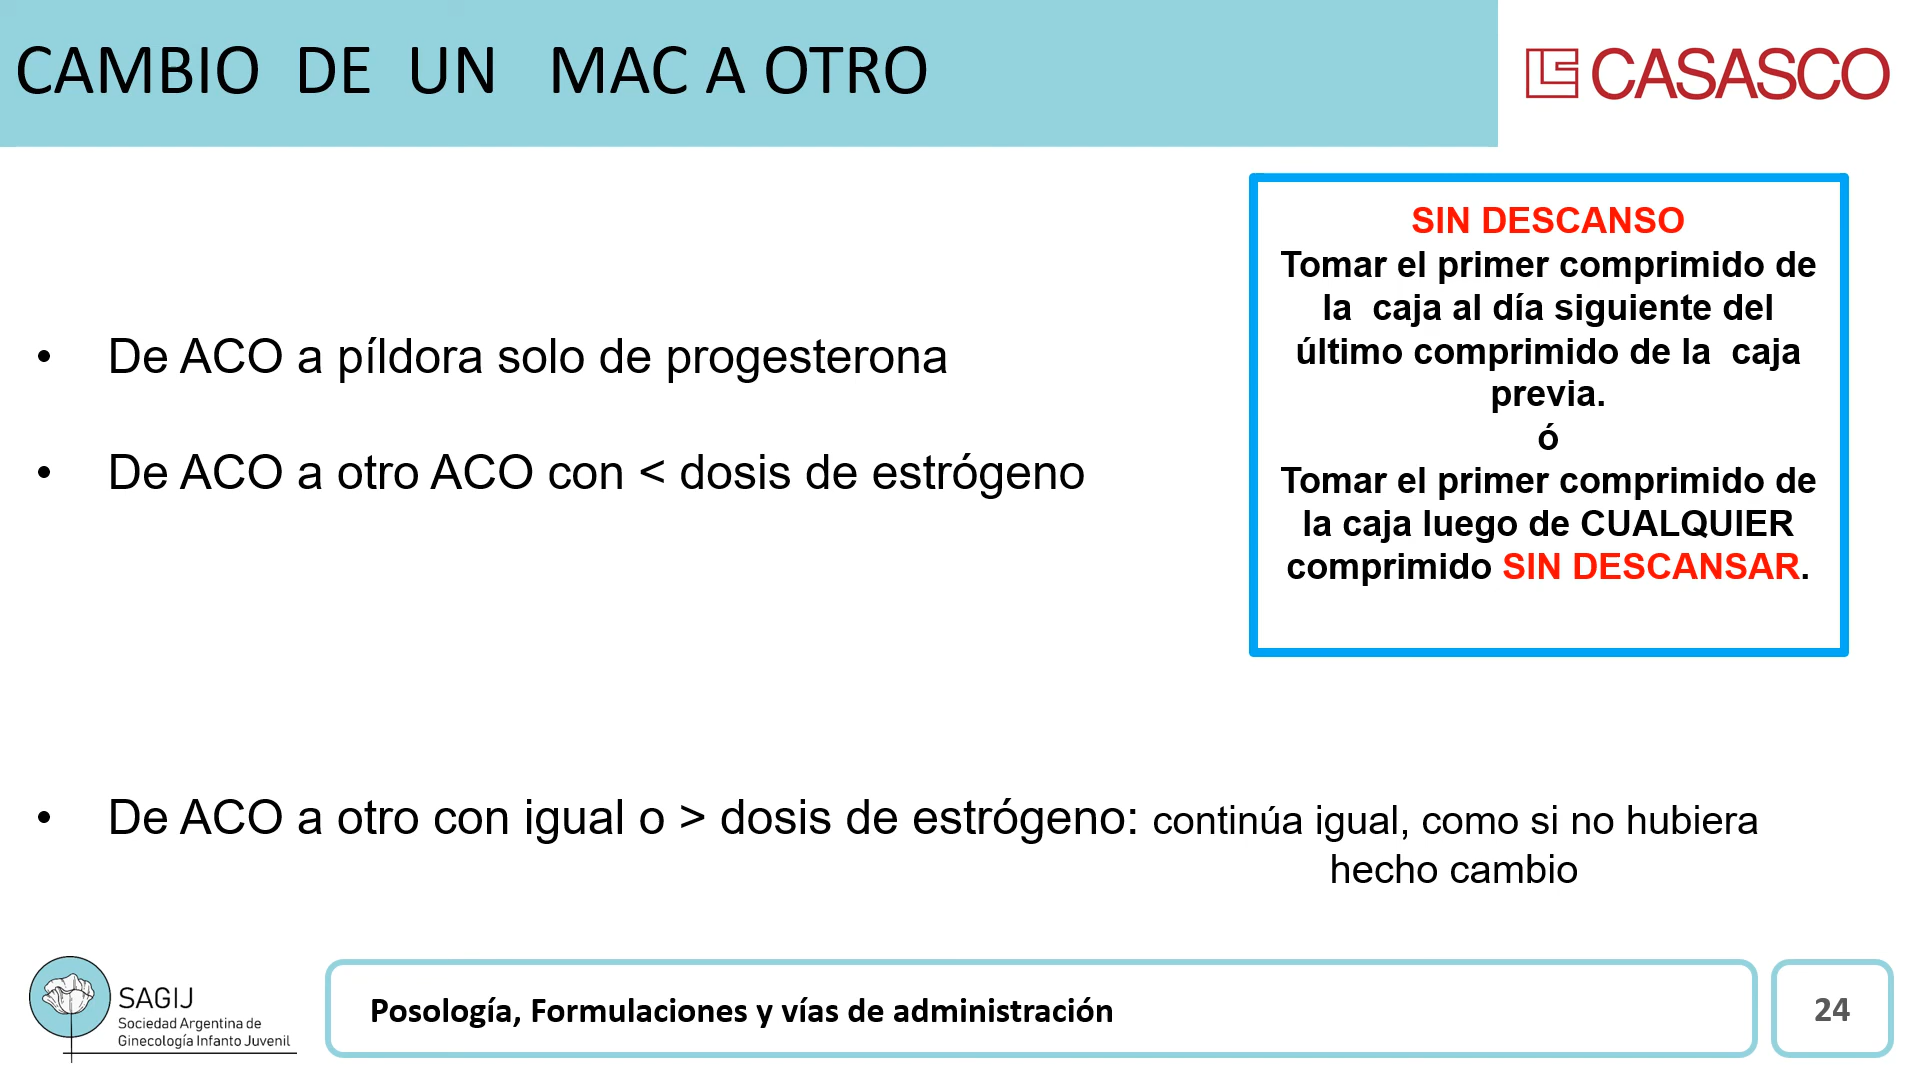 CAMBIO DE UN MAC A OTRO
CASASCO
SIN DESCANSO
Tomar el primer comprimido de
la caja al día siguiente del
último comprimido de la caja
previa.
ó
Tomar el primer comprimido de
la caja luego de CUALQUIER
comprimido SIN DESCANSAR.
• De ACO a píldora solo de progesterona
• De ACO a otro ACO con < dosis de estrógeno
• De ACO a otro con igual o > dosis de estrógeno: continúa igual, como si no hubiera
hecho cambio
SAGIJ
Sociedad Argentina de
Ginecología Infanto Juvenil
Posología, Formulaciones y vías de administración
24